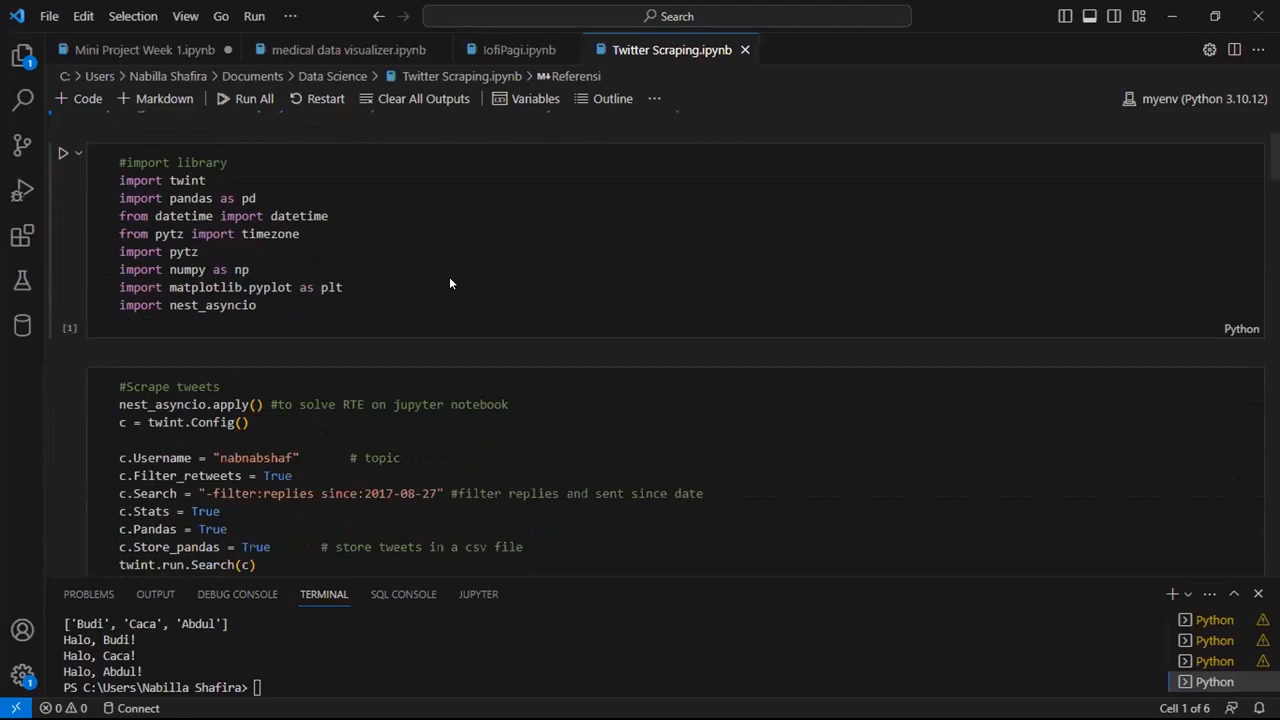 File Edit Selection View Go Run ··· Search
Mini Project Week 1.ipynb medical data visualizer.ipynb IofiPagi.ipynb Twitter Scraping.ipynb
C: > Users > Nabilla Shafira > Documents > Data Science > Twitter Scraping.ipynb > M↓Referensi
+ Code + Markdown Run All Restart Clear All Outputs Variables Outline ··· myenv (Python 3.10.12)
#import library
import twint
import pandas as pd
from datetime import datetime
from pytz import timezone
import pytz
import numpy as np
import matplotlib.pyplot as plt
import nest_asyncio
[1] Python
#Scrape tweets
nest_asyncio.apply() #to solve RTE on jupyter notebook
c = twint.Config()
c.Username = "nabnabshaf" # topic
c.Filter_retweets = True
c.Search = "-filter:replies since:2017-08-27" #filter replies and sent since date
c.Stats = True
c.Pandas = True
c.Store_pandas = True # store tweets in a csv file
twint.run.Search(c)
PROBLEMS OUTPUT DEBUG CONSOLE TERMINAL SQL CONSOLE JUPYTER
['Budi', 'Caca', 'Abdul']
Halo, Budi!
Halo, Caca!
Halo, Abdul!
PS C:\Users\Nabilla Shafira>
Python
Python
Python
Python
1
1
0 0 Connect Cell 1 of 6